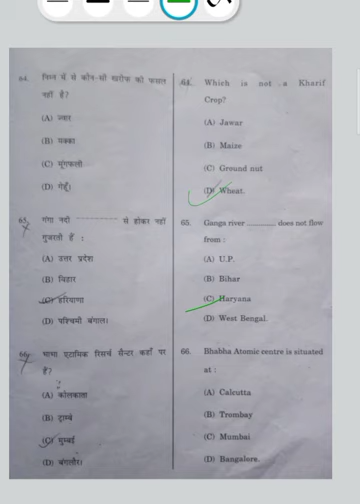 64. निम्न में से कौन-सी खरीफ की फसल
नहीं है?
(A) ज्वार
(B) मक्का
(C) मूंगफली
(D) गेहूँ।
65. गंगा नदी ------------ से होकर नहीं
गुजरती हैं :
(A) उत्तर प्रदेश
(B) बिहार
(C) हरियाणा
(D) पश्चिमी बंगाल।
66. भाभा एटामिक रिसर्च सैन्टर कहाँ पर
है?
(A) कोलकाता
(B) ट्राम्बे
(C) मुम्बई
(D) बंगलौर।
64. Which is not a Kharif
Crop?
(A) Jawar
(B) Maize
(C) Ground nut
(D) Wheat.
65. Ganga river ............ does not flow
from :
(A) U.P.
(B) Bihar
(C) Haryana
(D) West Bengal.
66. Bhabha Atomic centre is situated
at :
(A) Calcutta
(B) Trombay
(C) Mumbai
(D) Bangalore.